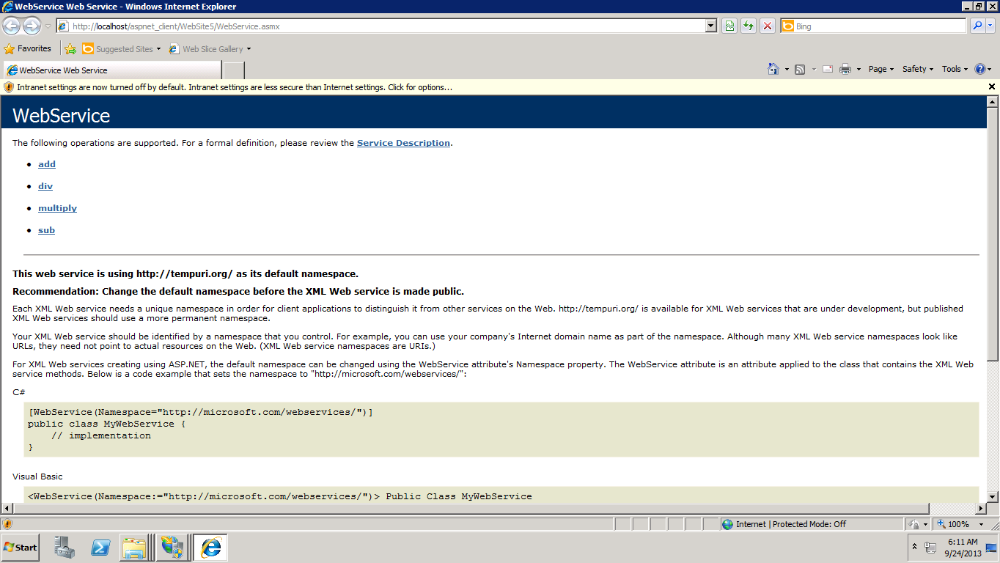 WebService Web Service - Windows Internet Explorer
http://localhost/aspnet_client/WebSite5/WebService.asmx
Bing
Favorites
Suggested Sites
Web Slice Gallery
WebService Web Service
Page
Safety
Tools
Intranet settings are now turned off by default. Intranet settings are less secure than Internet settings. Click for options...
WebService
The following operations are supported. For a formal definition, please review the Service Description.
add
div
multiply
sub
This web service is using http://tempuri.org/ as its default namespace.
Recommendation: Change the default namespace before the XML Web service is made public.
Each XML Web service needs a unique namespace in order for client applications to distinguish it from other services on the Web. http://tempuri.org/ is available for XML Web services that are under development, but published
XML Web services should use a more permanent namespace.
Your XML Web service should be identified by a namespace that you control. For example, you can use your company's Internet domain name as part of the namespace. Although many XML Web service namespaces look like
URLs, they need not point to actual resources on the Web. (XML Web service namespaces are URIs.)
For XML Web services creating using ASP.NET, the default namespace can be changed using the WebService attribute's Namespace property. The WebService attribute is an attribute applied to the class that contains the XML Web
service methods. Below is a code example that sets the namespace to "http://microsoft.com/webservices/":
C#
[WebService(Namespace="http://microsoft.com/webservices/")]
public class MyWebService {
// implementation
}
Visual Basic
<WebService(Namespace:="http://microsoft.com/webservices/")> Public Class MyWebService
Internet | Protected Mode: Off
100%
Start
6:11 AM
9/24/2013